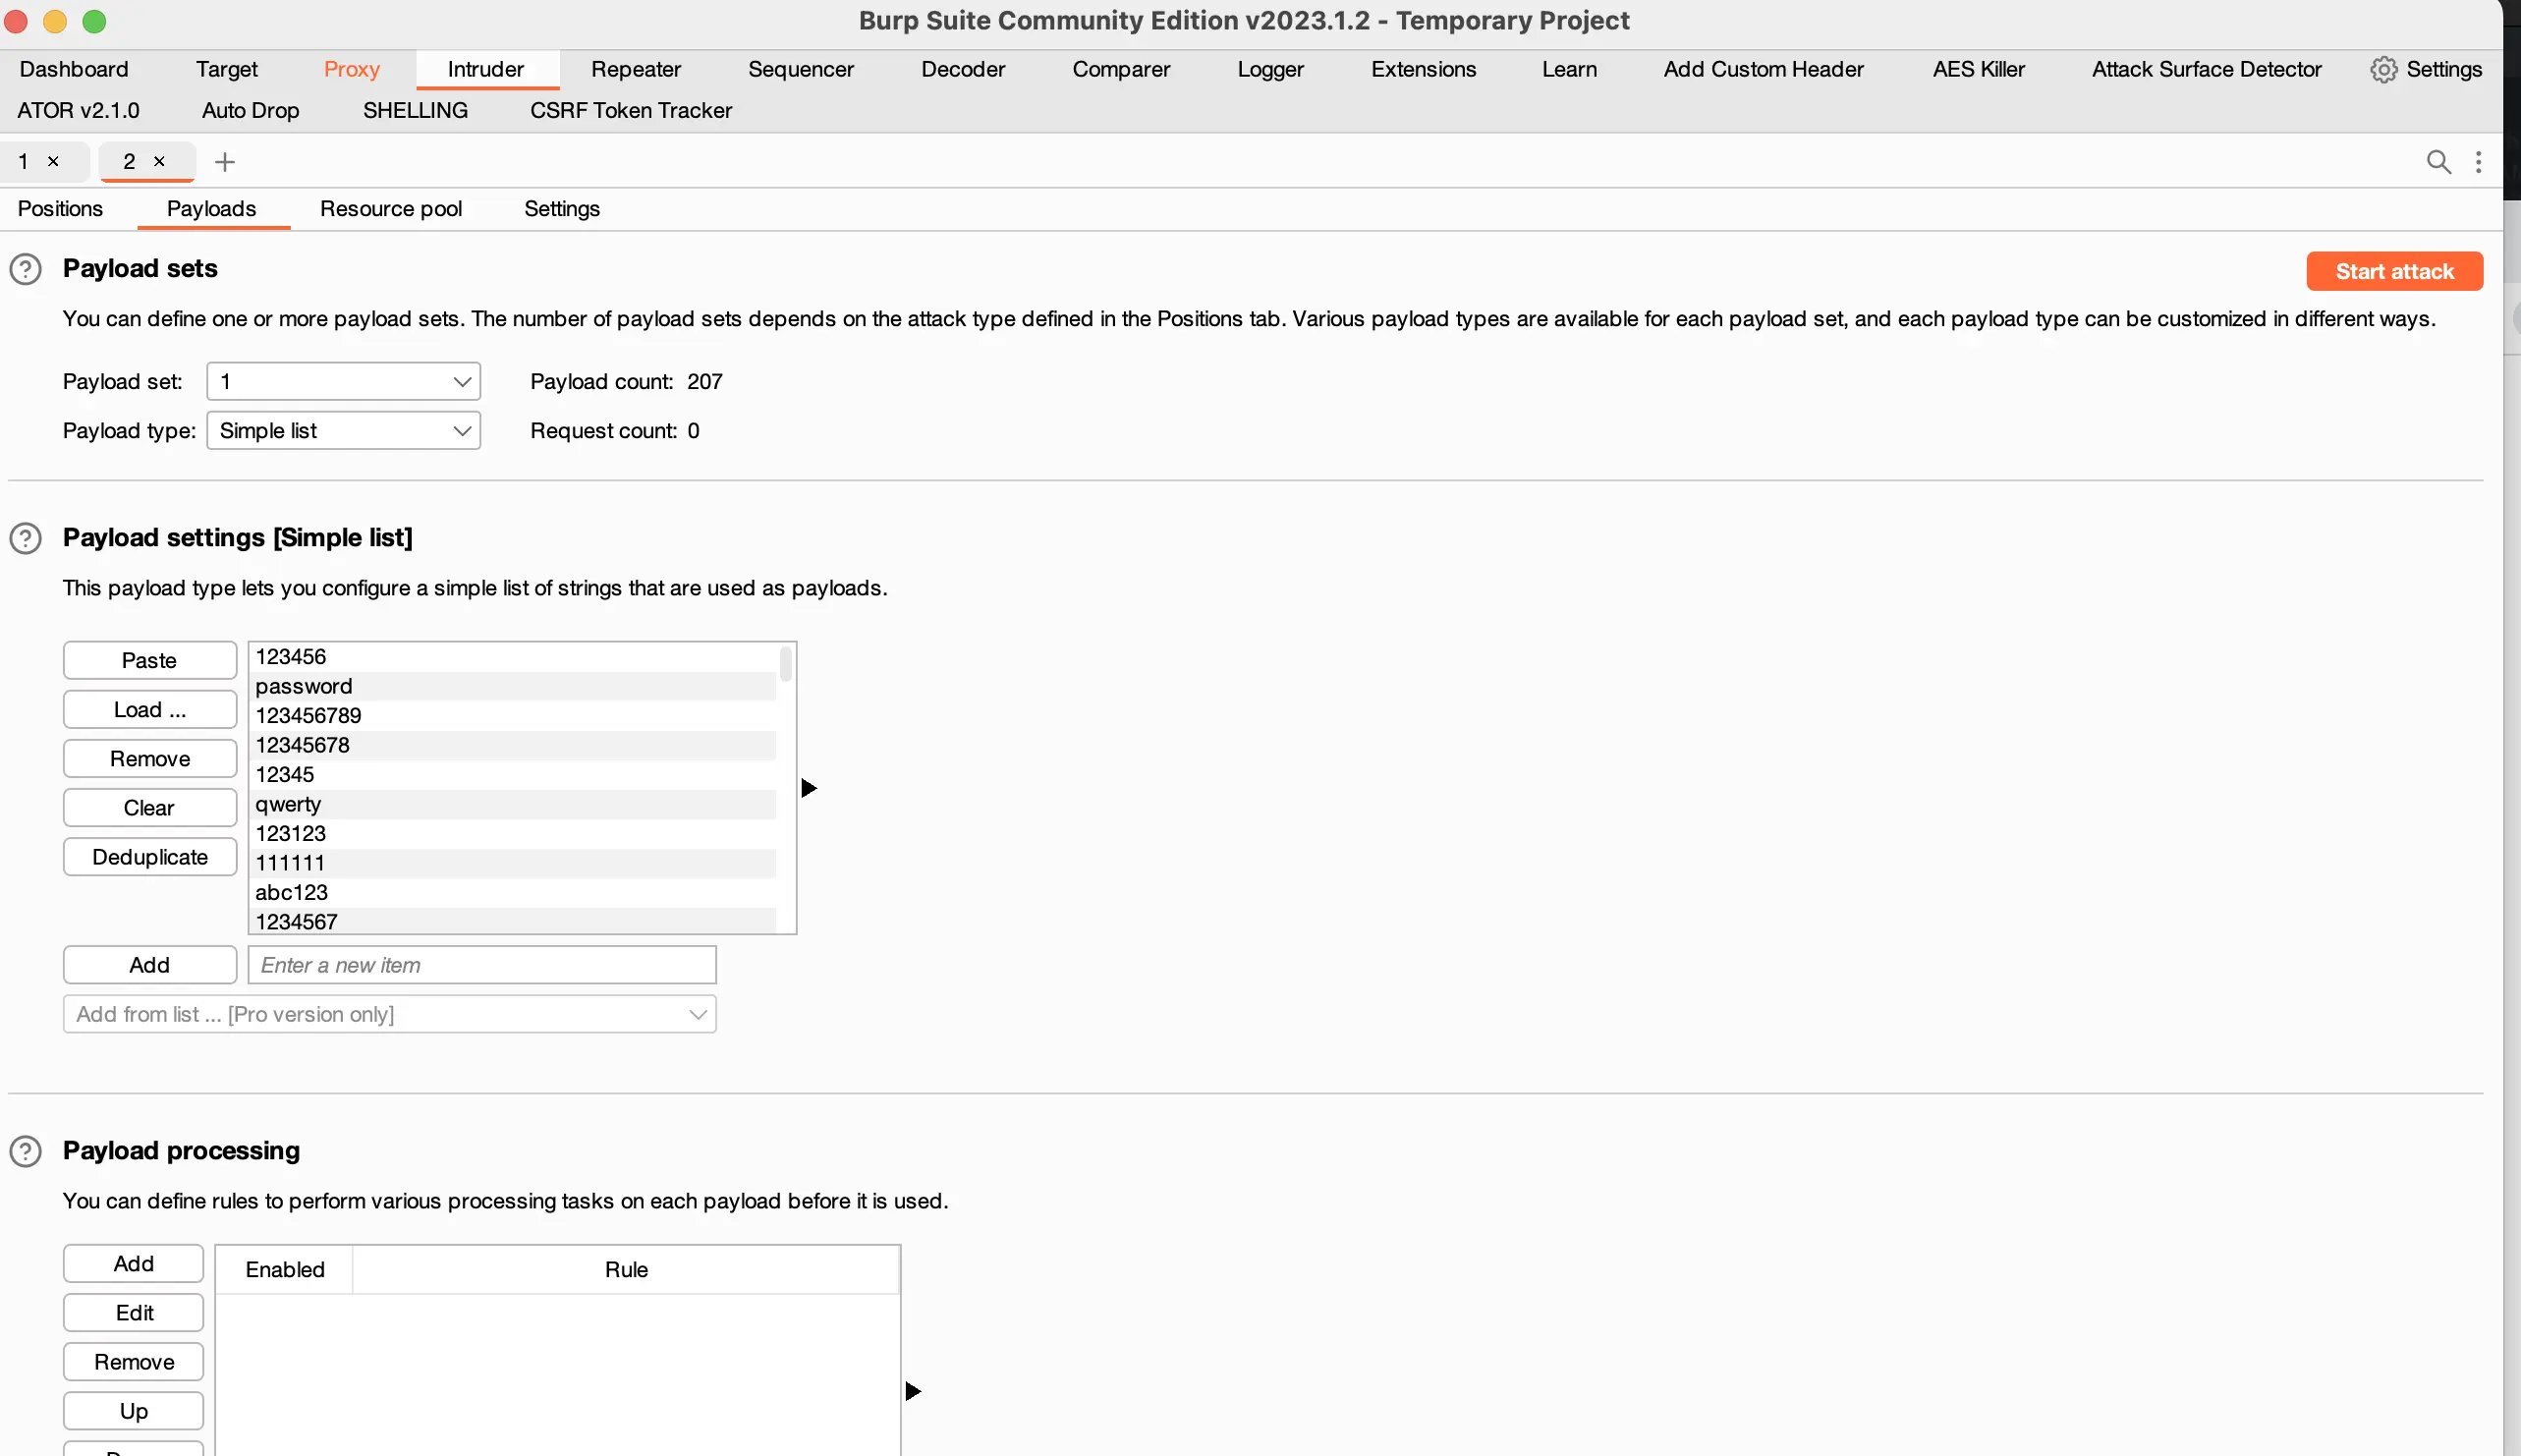 Burp Suite Community Edition v2023.1.2 - Temporary Project
Dashboard Target Proxy Intruder Repeater Sequencer Decoder Comparer Logger Extensions Learn Add Custom Header AES Killer Attack Surface Detector Settings
ATOR v2.1.0 Auto Drop SHELLING CSRF Token Tracker
1 × 2 × +
Positions Payloads Resource pool Settings
? Payload sets Start attack
You can define one or more payload sets. The number of payload sets depends on the attack type defined in the Positions tab. Various payload types are available for each payload set, and each payload type can be customized in different ways.
Payload set: 1 Payload count: 207
Payload type: Simple list Request count: 0
? Payload settings [Simple list]
This payload type lets you configure a simple list of strings that are used as payloads.
Paste
Load ...
Remove
Clear
Deduplicate
123456
password
123456789
12345678
12345
qwerty
123123
111111
abc123
1234567
Add Enter a new item
Add from list ... [Pro version only]
? Payload processing
You can define rules to perform various processing tasks on each payload before it is used.
Add
Edit
Remove
Up
Enabled Rule